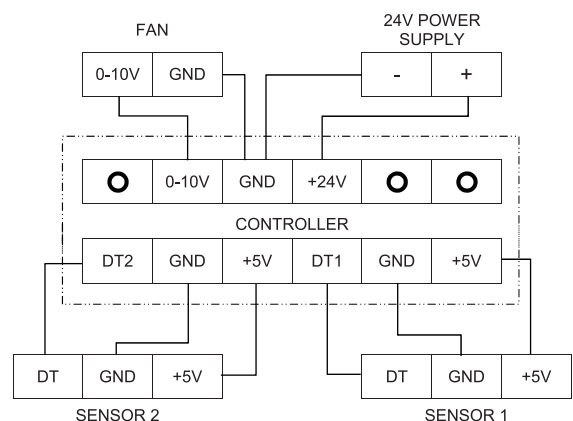 FAN
24V POWER
SUPPLY
0-10V GND
- +
0-10V GND +24V
CONTROLLER
DT2 GND +5V DT1 GND +5V
DT GND +5V
DT GND +5V
SENSOR 2
SENSOR 1